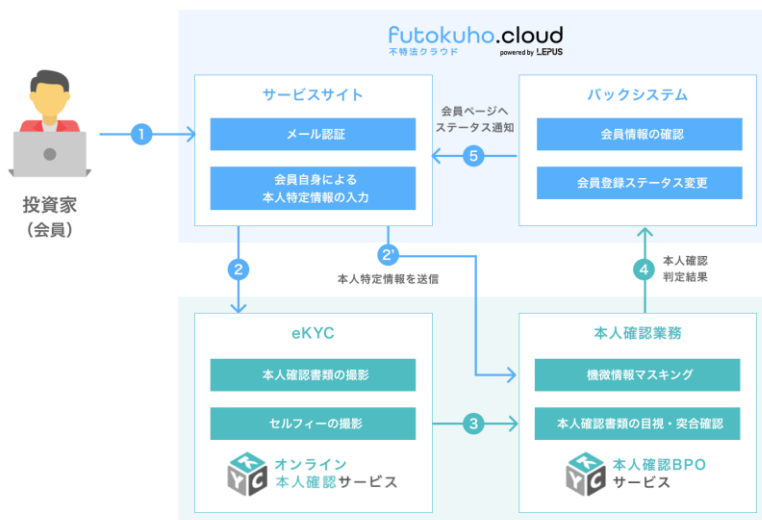 futokuho.cloud
不特法クラウド
powered by LEPUS
サービスサイト
メール認証
会員自身による
本人特定情報の入力
会員ページへ
ステータス通知
バックシステム
会員情報の確認
会員登録ステータス変更
1
5
投資家
（会員）
2
2'
本人特定情報を送信
4
本人確認
判定結果
eKYC
本人確認書類の撮影
セルフィーの撮影
KYC
オンライン
本人確認サービス
3
本人確認業務
機微情報マスキング
本人確認書類の目視・突合確認
KYC
本人確認BPO
サービス